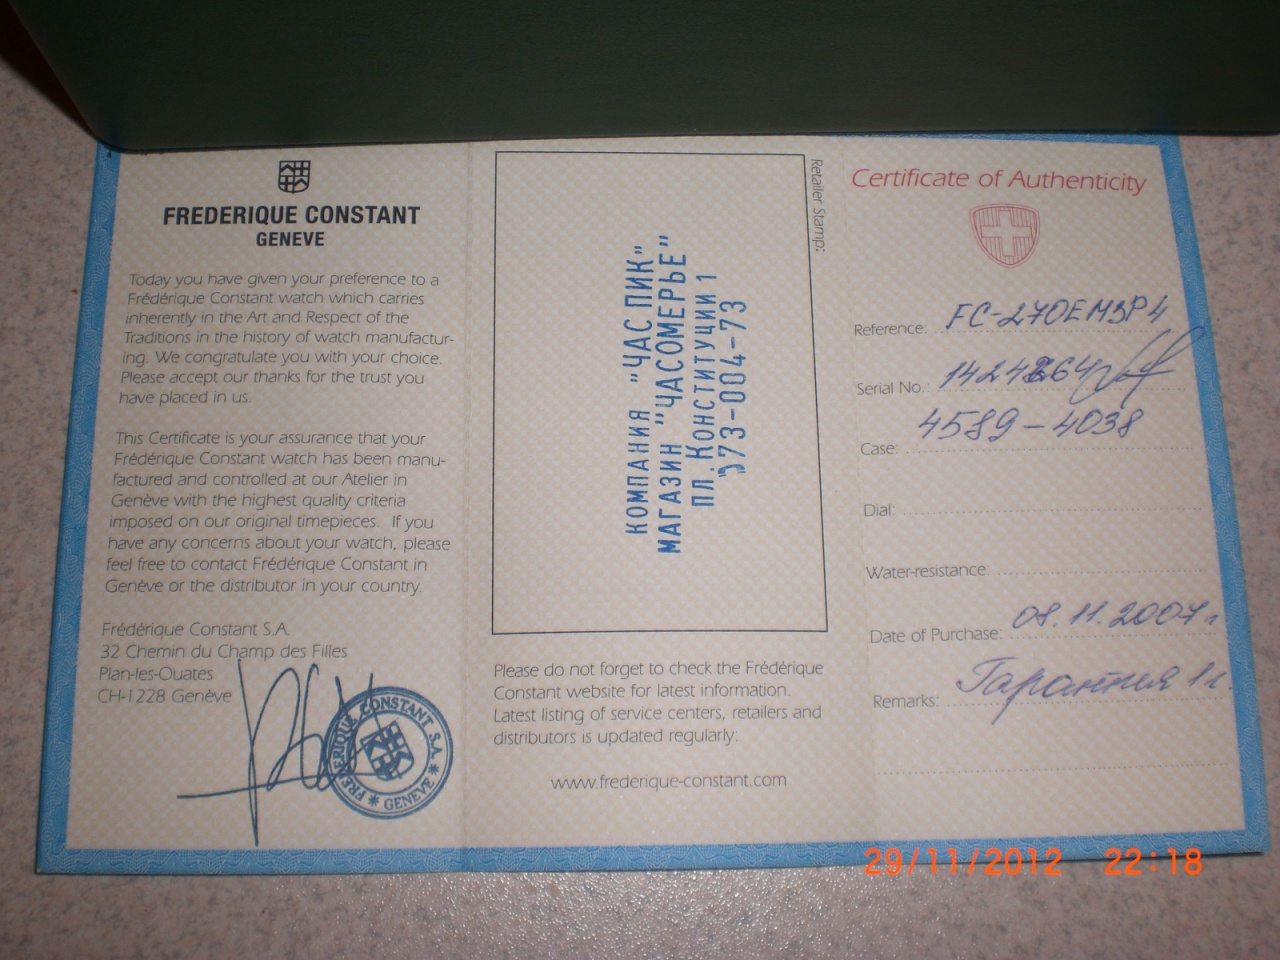 FREDERIQUE CONSTANT
GENEVE
Today you have given your preference to a
Frédérique Constant watch which carries
inherently in the Art and Respect of the
Traditions in the history of watch manufactur-
ing. We congratulate you with your choice.
Please accept our thanks for the trust you
have placed in us.
This Certificate is your assurance that your
Frédérique Constant watch has been manu-
factured and controlled at our Atelier in
Genève with the highest quality criteria
imposed on our original timepieces. If you
have any concerns about your watch, please
feel free to contact Frédérique Constant in
Genève or the distributor in your country.
Frédérique Constant S.A.
32 Chemin du Champ des Filles
Plan-les-Ouates
CH-1228 Genève
FREDERIQUE CONSTANT S.A.
GENEVE
Retailer Stamp:
КОМПАНИЯ "ЧАС ПИК"
МАГАЗИН "ЧАСОМЕРЬЕ"
ПЛ. КОНСТИТУЦИИ 1
73-004-73
Please do not forget to check the Frédérique
Constant website for latest information.
Latest listing of service centers, retailers and
distributors is updated regularly:
www.frederique-constant.com
Certificate of Authenticity
Reference: FC-270EM3P4
Serial No.:
Case: 4589-4038
Dial:
Water-resistance:
Date of Purchase: 08.11.2007г.
Remarks: Гарантия 1г.
29/11/2012 22:18